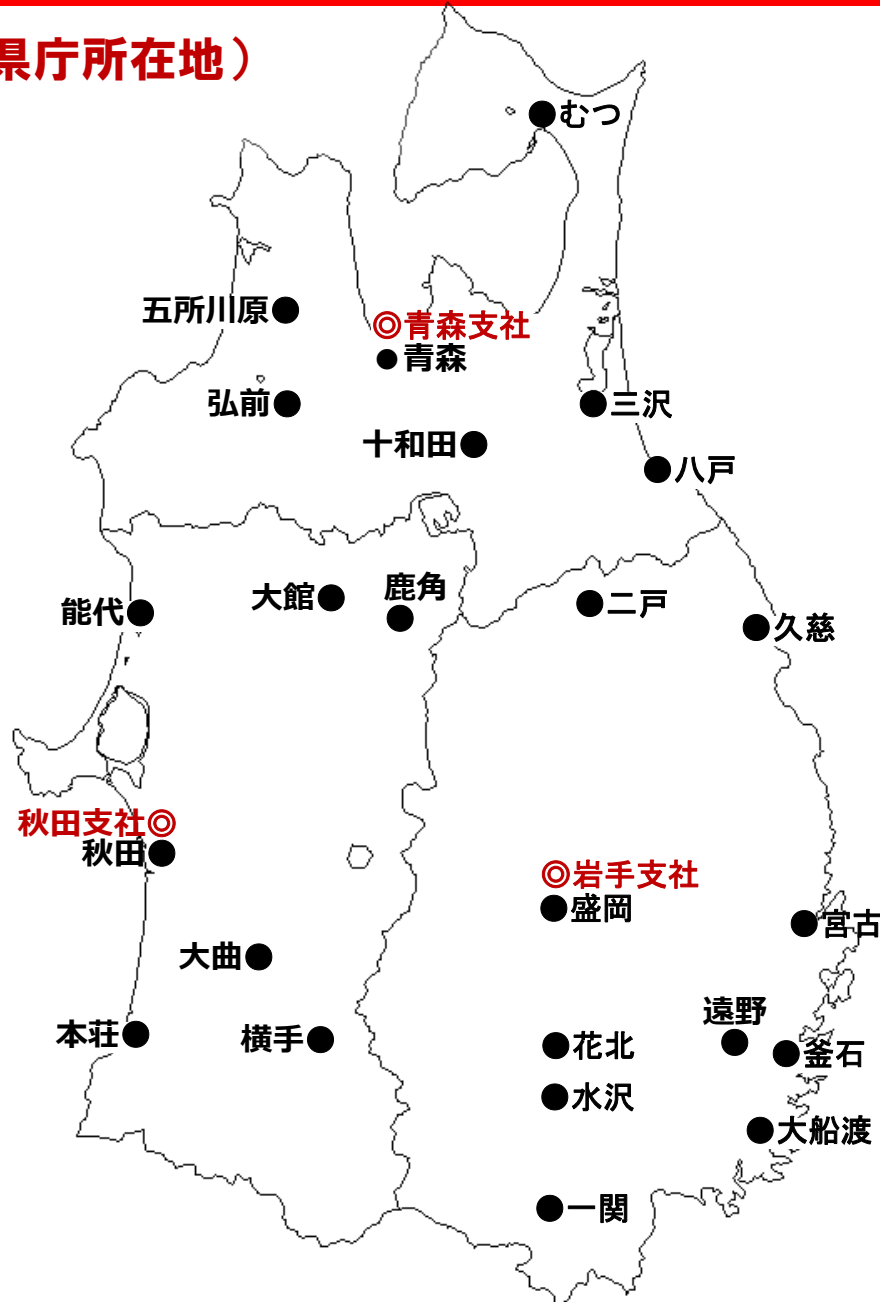 県庁所在地）
●むつ
五所川原●
◎青森支社
●青森
弘前●
●三沢
十和田●
●八戸
能代●
大館●
鹿角
●
●二戸
●久慈
秋田支社◎
秋田●
◎岩手支社
●盛岡
●宮古
大曲●
本荘●
横手●
●花北
遠野
●
●釜石
●水沢
●大船渡
●一関